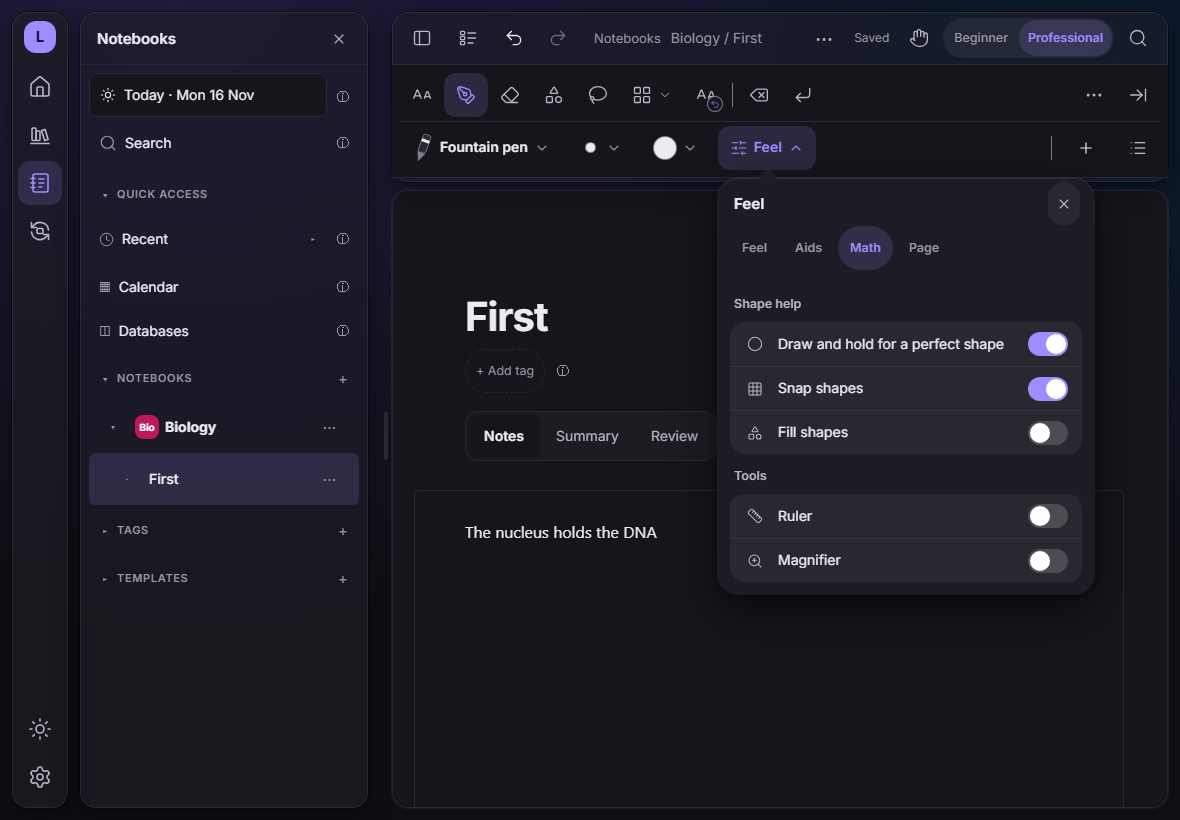 L
Notebooks
Today · Mon 16 Nov
Search
QUICK ACCESS
Recent
Calendar
Databases
NOTEBOOKS
Bio Biology
First
TAGS
TEMPLATES
Notebooks Biology / First
Saved
Beginner Professional
AA
AA
Fountain pen
Feel
First
+ Add tag
Notes Summary Review
The nucleus holds the DNA
Feel
Feel Aids Math Page
Shape help
Draw and hold for a perfect shape
Snap shapes
Fill shapes
Tools
Ruler
Magnifier